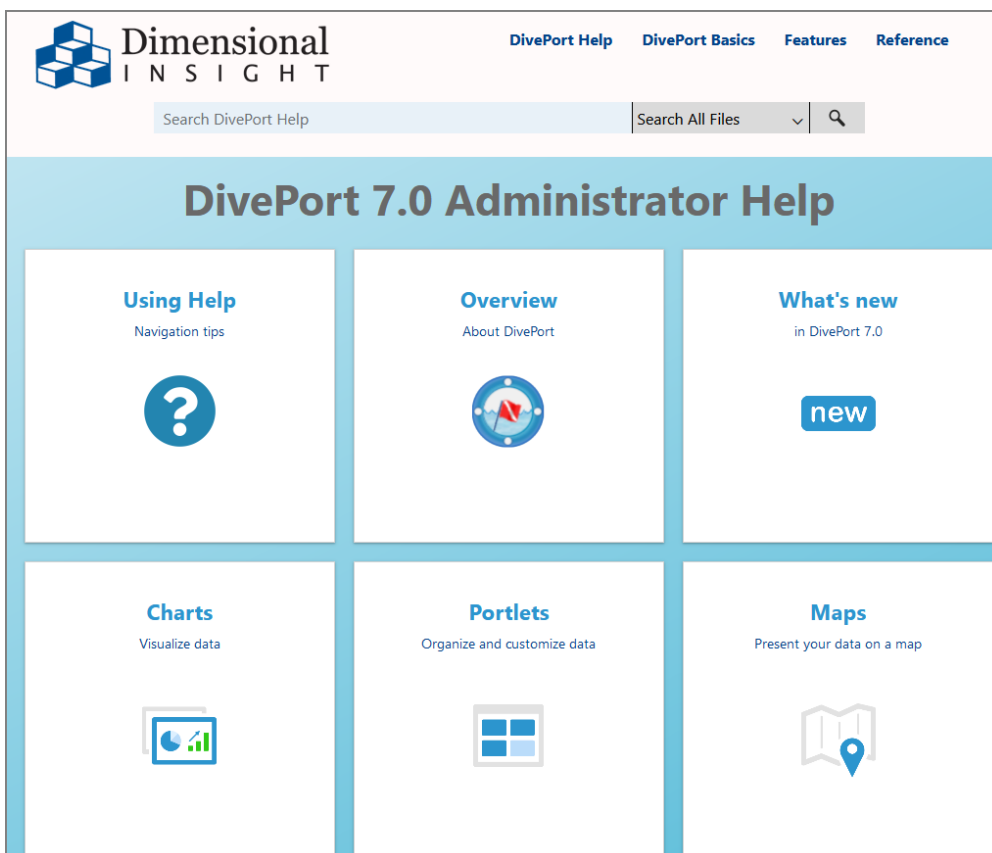 Dimensional
INSIGHT
DivePort Help DivePort Basics Features Reference
Search DivePort Help Search All Files
DivePort 7.0 Administrator Help
Using Help
Navigation tips
Overview
About DivePort
What's new
in DivePort 7.0
new
Charts
Visualize data
Portlets
Organize and customize data
Maps
Present your data on a map